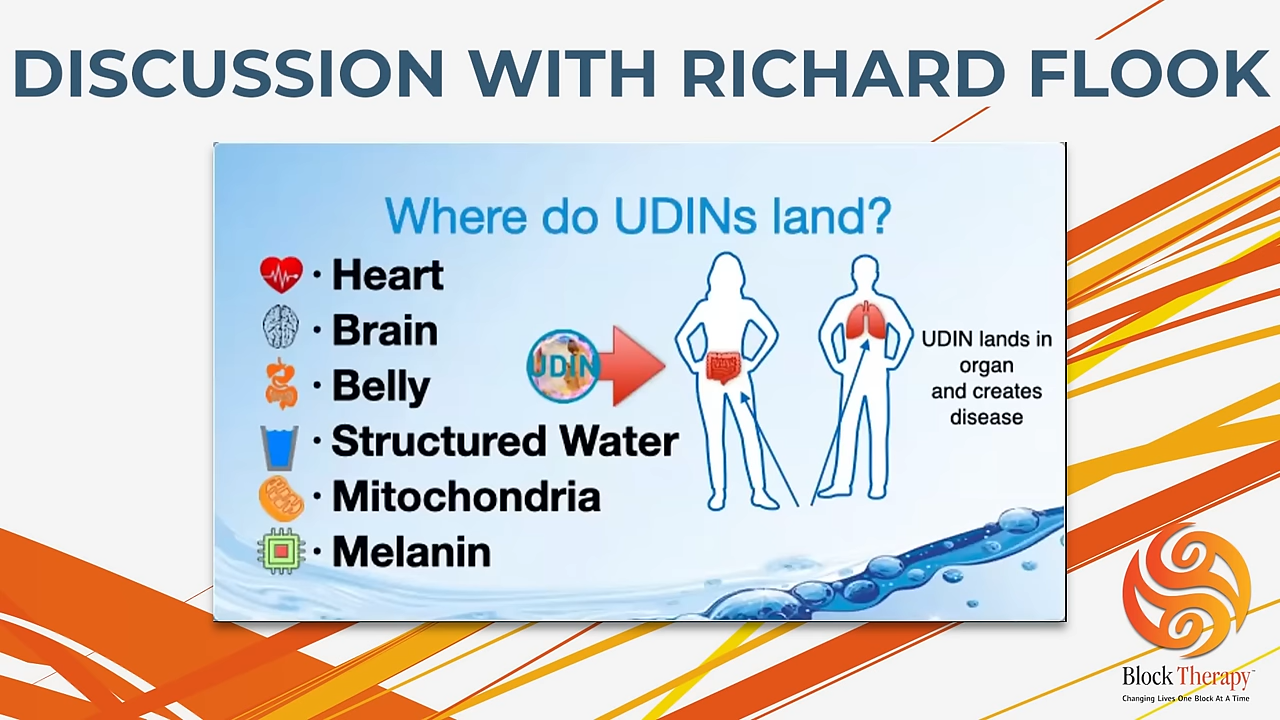 DISCUSSION WITH RICHARD FLOOK
Where do UDINs land?
· Heart
· Brain
· Belly
· Structured Water
· Mitochondria
· Melanin
UDIN
UDIN lands in
organ
and creates
disease
Block Therapy™
Changing Lives One Block At A Time